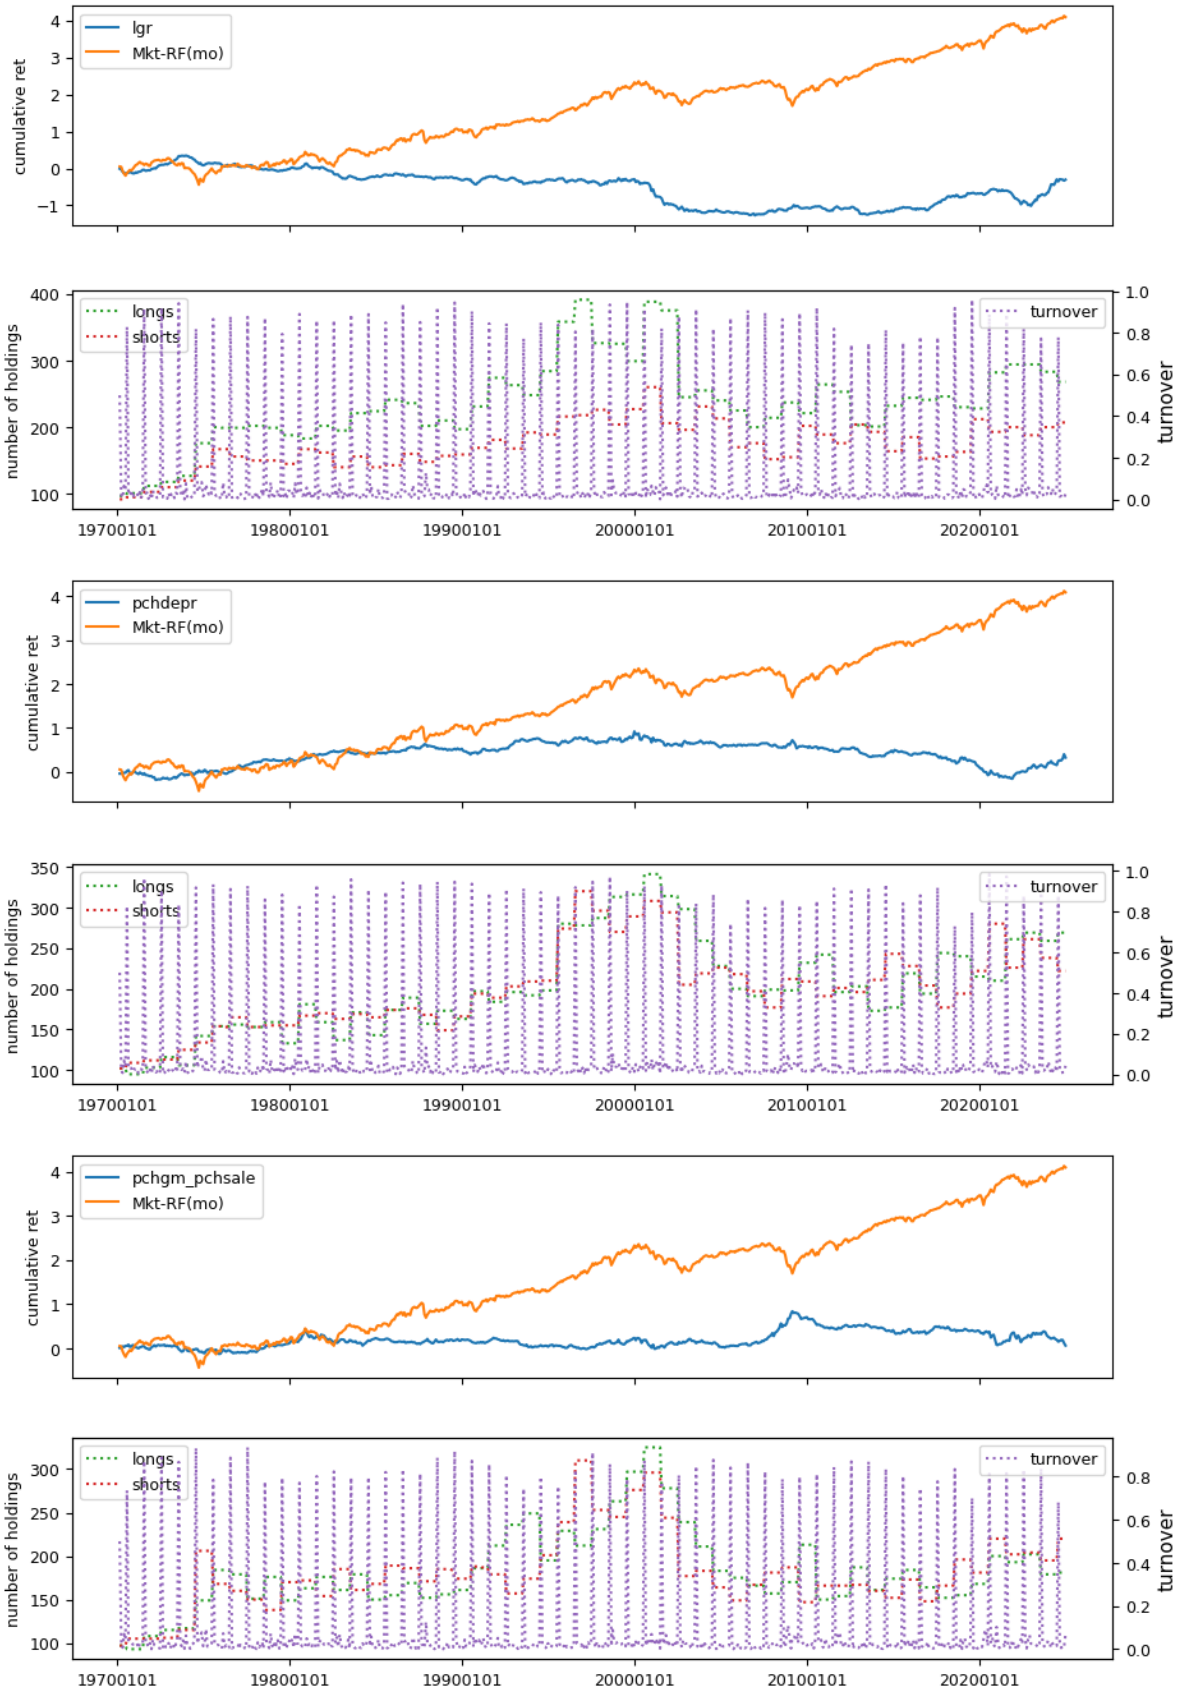 4
3
2
1
0
−1
cumulative ret
lgr
Mkt-RF(mo)
400
300
200
100
number of holdings
longs
shorts
turnover
1.0
0.8
0.6
0.4
0.2
0.0
turnover
19700101 19800101 19900101 20000101 20100101 20200101
4
3
2
1
0
cumulative ret
pchdepr
Mkt-RF(mo)
350
300
250
200
150
100
number of holdings
longs
shorts
turnover
1.0
0.8
0.6
0.4
0.2
0.0
turnover
19700101 19800101 19900101 20000101 20100101 20200101
4
3
2
1
0
cumulative ret
pchgm_pchsale
Mkt-RF(mo)
300
250
200
150
100
number of holdings
longs
shorts
turnover
0.8
0.6
0.4
0.2
0.0
turnover
19700101 19800101 19900101 20000101 20100101 20200101